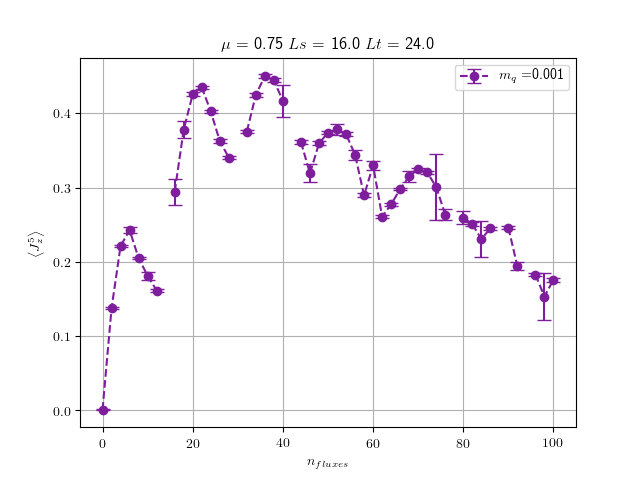 μ = 0.75 Ls = 16.0 Lt = 24.0
m_q =0.001
⟨J_z^5⟩
0.4
0.3
0.2
0.1
0.0
0 20 40 60 80 100
n_fluxes